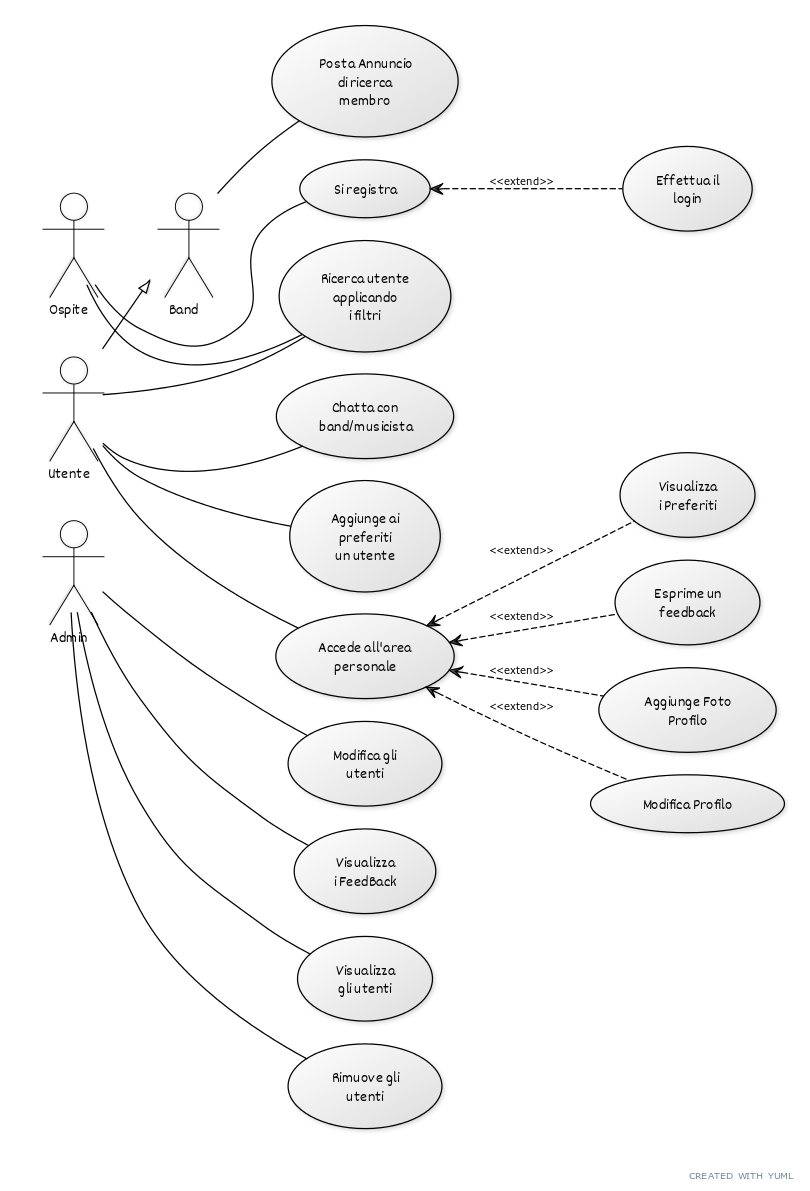 Posta Annuncio
di ricerca
membro
Si registra
<<extend>>
Effettua il
login
Ricerca utente
applicando
i filtri
Ospite
Band
Chatta con
band/musicista
Utente
Aggiunge ai
preferiti
un utente
Visualizza
i Preferiti
<<extend>>
Esprime un
feedback
<<extend>>
Admin
Accede all'area
personale
<<extend>>
Aggiunge Foto
Profilo
<<extend>>
Modifica gli
utenti
Modifica Profilo
Visualizza
i FeedBack
Visualizza
gli utenti
Rimuove gli
utenti
CREATED WITH YUML